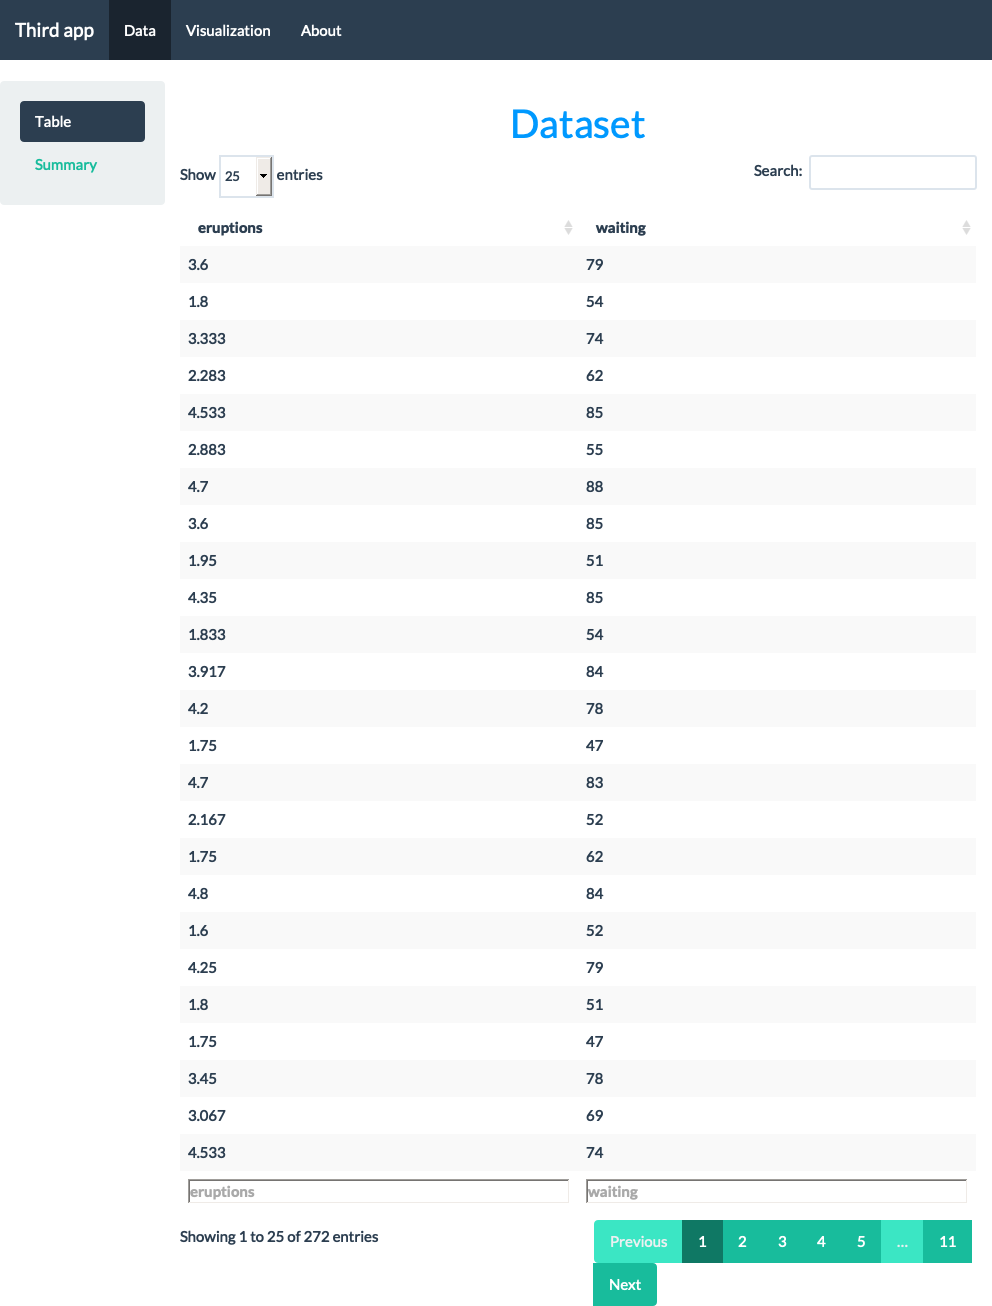 Third app Data Visualization About
Table
Summary
Dataset
Show 25 entries Search:
eruptions waiting
3.6 79
1.8 54
3.333 74
2.283 62
4.533 85
2.883 55
4.7 88
3.6 85
1.95 51
4.35 85
1.833 54
3.917 84
4.2 78
1.75 47
4.7 83
2.167 52
1.75 62
4.8 84
1.6 52
4.25 79
1.8 51
1.75 47
3.45 78
3.067 69
4.533 74
eruptions waiting
Showing 1 to 25 of 272 entries
Previous 1 2 3 4 5 ... 11
Next